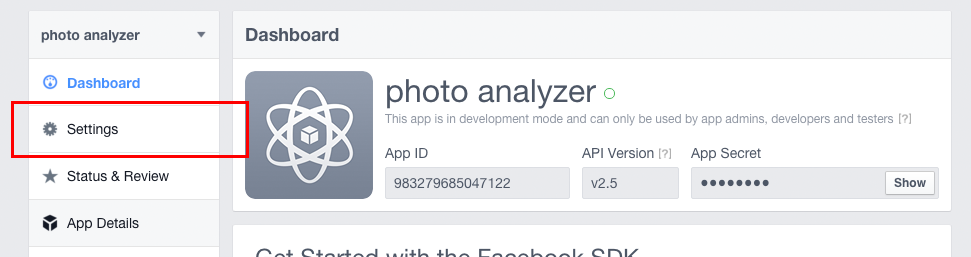 photo analyzer
Dashboard
Settings
Status & Review
App Details
Dashboard
photo analyzer
This app is in development mode and can only be used by app admins, developers and testers [?]
App ID
API Version [?]
App Secret
983279685047122
v2.5
●●●●●●●●
Show
Get Started with the Facebook SDK